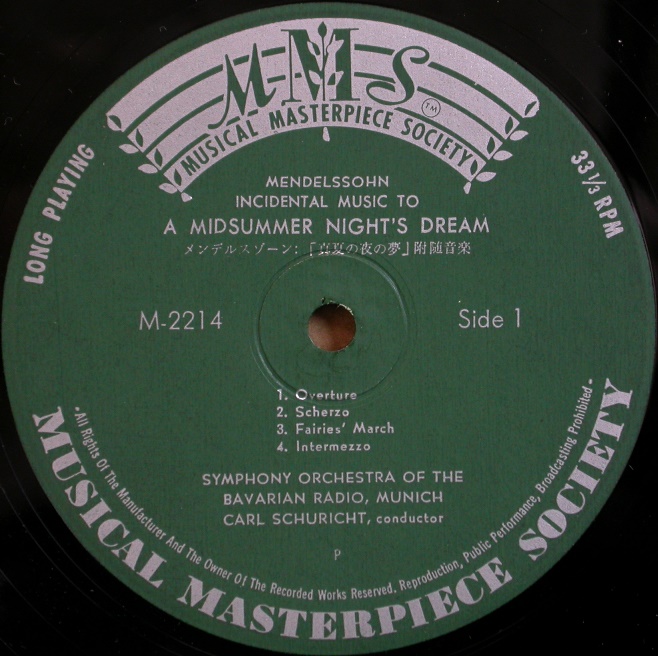 MMS
TM
MUSICAL MASTERPIECE SOCIETY
LONG PLAYING
33 1/3 RPM
MENDELSSOHN
INCIDENTAL MUSIC TO
A MIDSUMMER NIGHT'S DREAM
メンデルスゾーン:「真夏の夜の夢」附随音楽
M-2214
Side 1
1. Overture
2. Scherzo
3. Fairies' March
4. Intermezzo
SYMPHONY ORCHESTRA OF THE
BAVARIAN RADIO, MUNICH
CARL SCHURICHT, conductor
P
•All Rights Of The Manufacturer And The Owner Of The Recorded Works Reserved, Reproduction, Public Performance, Broadcasting Prohibited•
MUSICAL MASTERPIECE SOCIETY